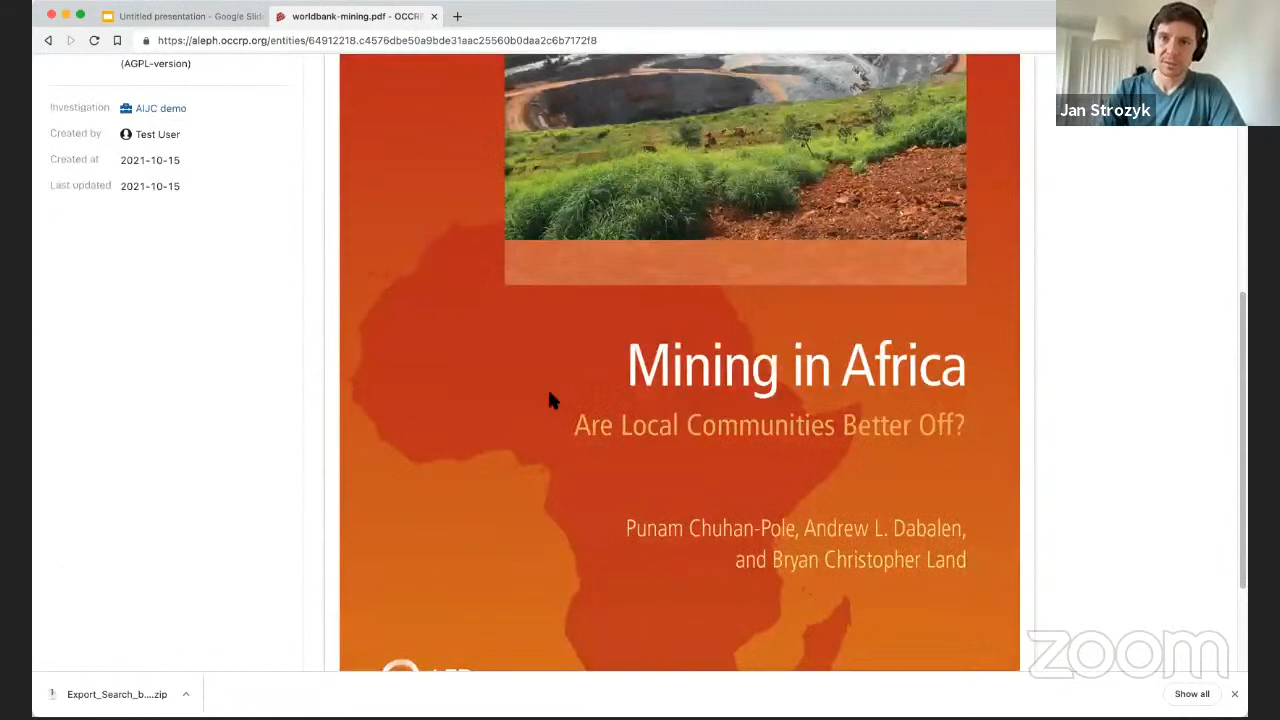 Untitled presentation - Google Slid
worldbank-mining.pdf - OCCR
https://aleph.occrp.org/entities/64912218.c4576dbe50a9bde31aac25560b0daa2c6b7172f8
(AGPL-version)
Investigation AIJC demo
Created by Test User
Created at 2021-10-15
Last updated 2021-10-15
Jan Strozyk
Mining in Africa
Are Local Communities Better Off?
Punam Chuhan-Pole, Andrew L. Dabalen,
and Bryan Christopher Land
zoom
Export_Search_b....zip
Show all